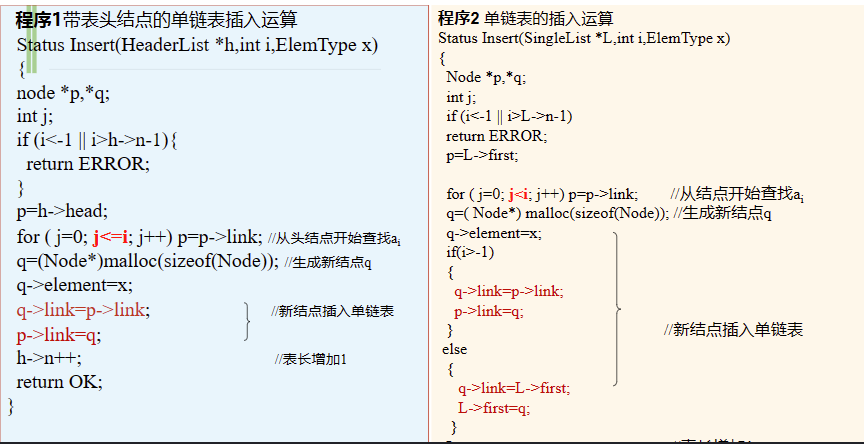 程序1带表头结点的单链表插入运算
Status Insert(HeaderList *h,int i,ElemType x)
{
node *p,*q;
int j;
if (i<-1 || i>h->n-1){
return ERROR;
}
p=h->head;
for ( j=0; j<=i; j++) p=p->link; //从头结点开始查找ai
q=(Node*)malloc(sizeof(Node)); //生成新结点q
q->element=x;
q->link=p->link; //新结点插入单链表
p->link=q;
h->n++; //表长增加1
return OK;
}
程序2 单链表的插入运算
Status Insert(SingleList *L,int i,ElemType x)
{
Node *p,*q;
int j;
if (i<-1 || i>L->n-1)
return ERROR;
p=L->first;
for ( j=0; j<i; j++) p=p->link; //从结点开始查找ai
q=( Node*) malloc(sizeof(Node)); //生成新结点q
q->element=x;
if(i>-1)
{
q->link=p->link;
p->link=q;
} //新结点插入单链表
else
{
q->link=L->first;
L->first=q;
}